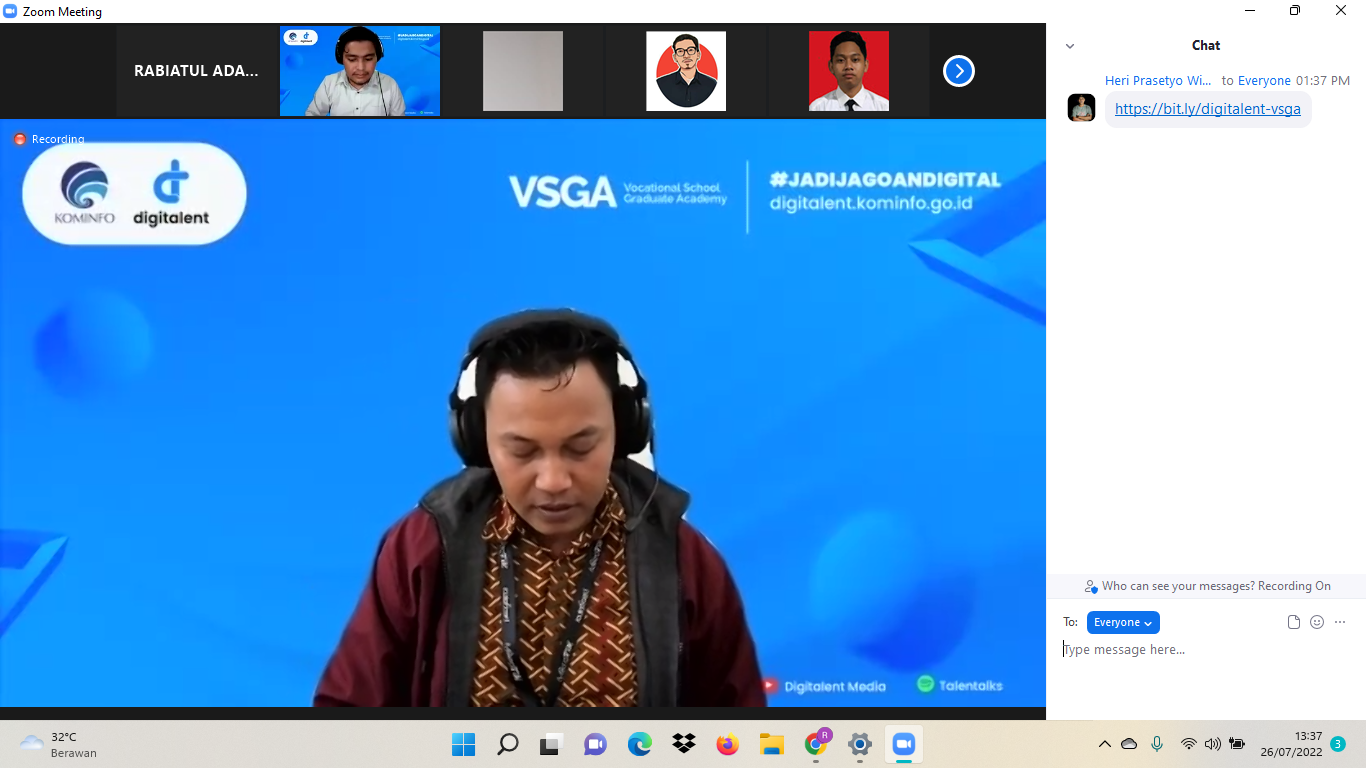 Zoom Meeting
RABIATUL ADA...
Recording
KOMINFO
digitalent
VSGA
Vocational School
Graduate Academy
#JADIJAGOANDIGITAL
digitalent.kominfo.go.id
Digitalent Media
Talentalks
Chat
Heri Prasetyo Wi... to Everyone 01:37 PM
https://bit.ly/digitalent-vsga
Who can see your messages? Recording On
To: Everyone
Type message here...
32°C
Berawan
R
13:37
26/07/2022
3